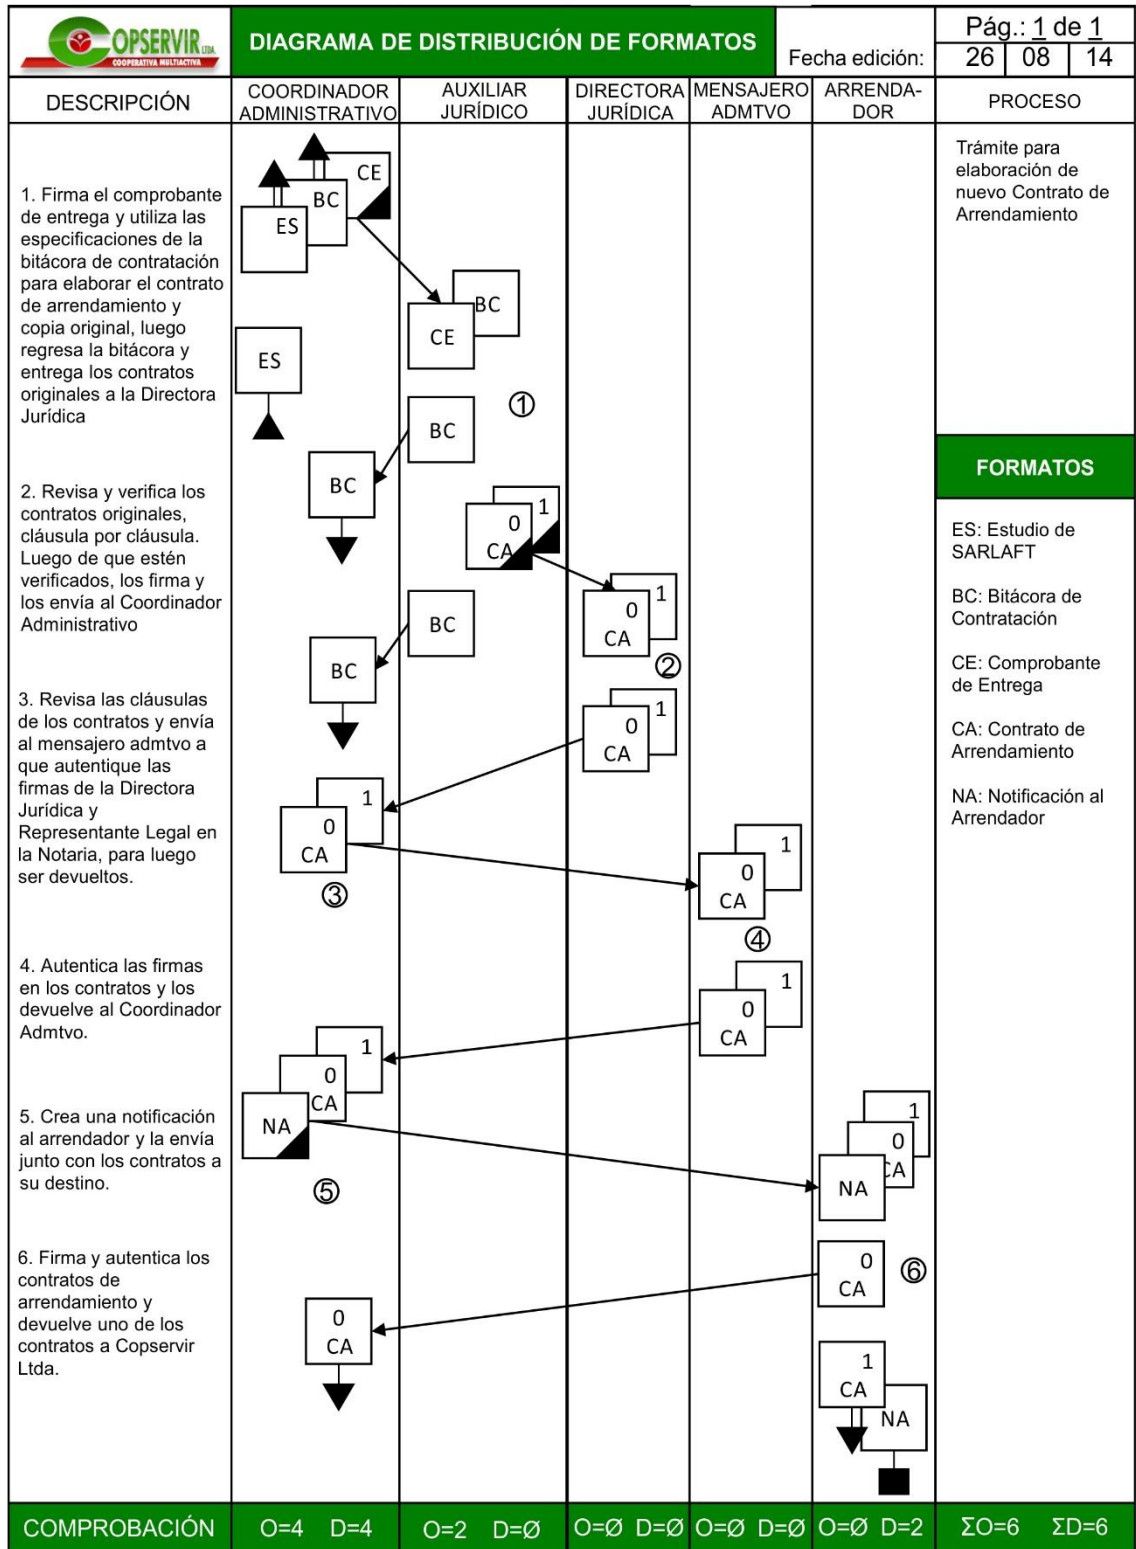 COPSERVIR LTDA.
COOPERATIVA MULTIACTIVA
DIAGRAMA DE DISTRIBUCIÓN DE FORMATOS
Fecha edición:
Pág.: 1 de 1
26 08 14
DESCRIPCIÓN
COORDINADOR
ADMINISTRATIVO
AUXILIAR
JURÍDICO
DIRECTORA
JURÍDICA
MENSAJERO
ADMTVO
ARRENDA-
DOR
PROCESO
1. Firma el comprobante
de entrega y utiliza las
especificaciones de la
bitácora de contratación
para elaborar el contrato
de arrendamiento y
copia original, luego
regresa la bitácora y
entrega los contratos
originales a la Directora
Jurídica
2. Revisa y verifica los
contratos originales,
cláusula por cláusula.
Luego de que estén
verificados, los firma y
los envía al Coordinador
Administrativo
3. Revisa las cláusulas
de los contratos y envía
al mensajero admtvo a
que autentique las
firmas de la Directora
Jurídica y
Representante Legal en
la Notaria, para luego
ser devueltos.
4. Autentica las firmas
en los contratos y los
devuelve al Coordinador
Admtvo.
5. Crea una notificación
al arrendador y la envía
junto con los contratos a
su destino.
6. Firma y autentica los
contratos de
arrendamiento y
devuelve uno de los
contratos a Copservir
Ltda.
CE
BC
ES
BC
CE
ES
①
BC
BC
1
0
CA
1
0
CA
BC
BC
②
1
0
CA
1
0
CA
③
1
0
CA
④
1
0
CA
1
0
CA
NA
⑤
1
0
CA
NA
0
CA
⑥
0
CA
1
CA
NA
Trámite para
elaboración de
nuevo Contrato de
Arrendamiento
FORMATOS
ES: Estudio de
SARLAFT
BC: Bitácora de
Contratación
CE: Comprobante
de Entrega
CA: Contrato de
Arrendamiento
NA: Notificación al
Arrendador
COMPROBACIÓN
O=4 D=4
O=2 D=Ø
O=Ø D=Ø
O=Ø D=Ø
O=Ø D=2
ΣO=6 ΣD=6